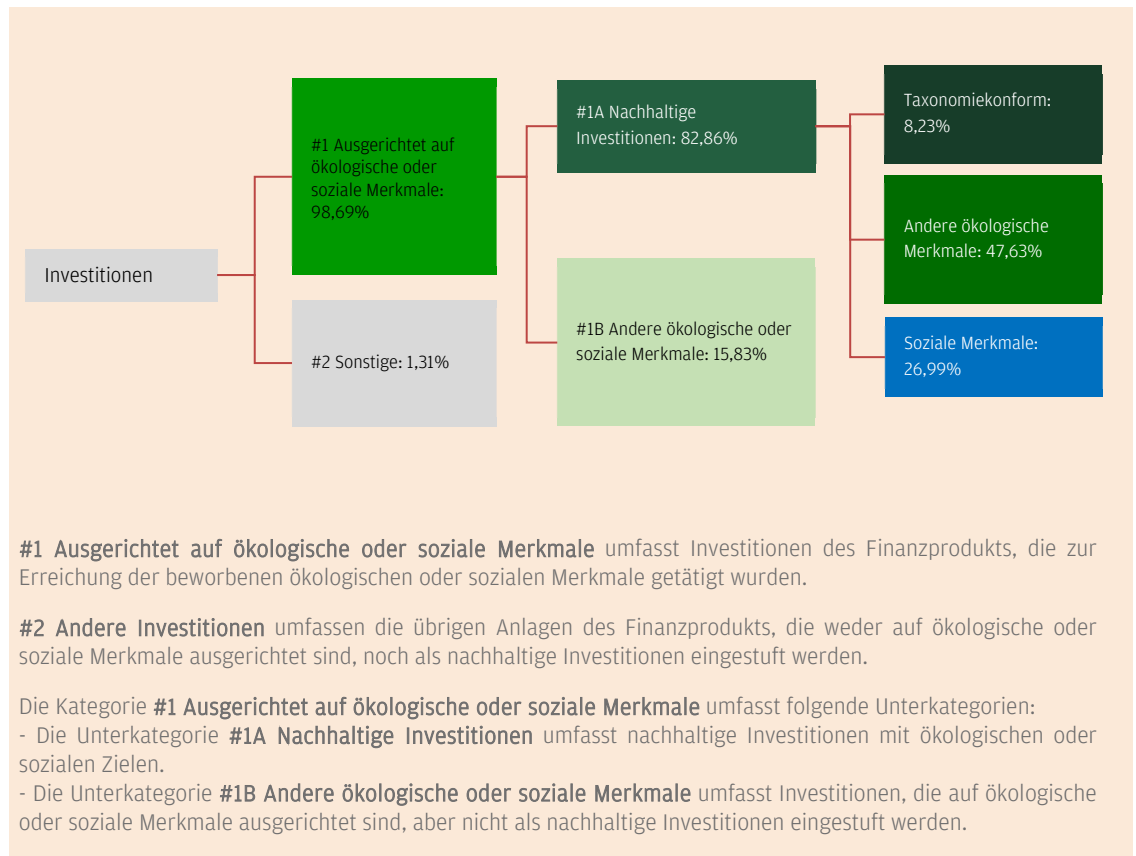 Investitionen
#1 Ausgerichtet auf
ökologische oder
soziale Merkmale:
98,69%
#2 Sonstige: 1,31%
#1A Nachhaltige
Investitionen: 82,86%
#1B Andere ökologische oder
soziale Merkmale: 15,83%
Taxonomiekonform:
8,23%
Andere ökologische
Merkmale: 47,63%
Soziale Merkmale:
26,99%
#1 Ausgerichtet auf ökologische oder soziale Merkmale umfasst Investitionen des Finanzprodukts, die zur
Erreichung der beworbenen ökologischen oder sozialen Merkmale getätigt wurden.
#2 Andere Investitionen umfassen die übrigen Anlagen des Finanzprodukts, die weder auf ökologische oder
soziale Merkmale ausgerichtet sind, noch als nachhaltige Investitionen eingestuft werden.
Die Kategorie #1 Ausgerichtet auf ökologische oder soziale Merkmale umfasst folgende Unterkategorien:
- Die Unterkategorie #1A Nachhaltige Investitionen umfasst nachhaltige Investitionen mit ökologischen oder
sozialen Zielen.
- Die Unterkategorie #1B Andere ökologische oder soziale Merkmale umfasst Investitionen, die auf ökologische
oder soziale Merkmale ausgerichtet sind, aber nicht als nachhaltige Investitionen eingestuft werden.